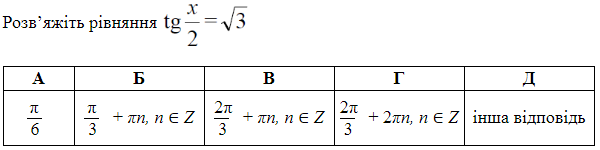 Розв’яжіть рівняння tg x/2 = √3
А Б В Г Д
π/6 π/3 + πn, n ∈ Z 2π/3 + πn, n ∈ Z 2π/3 + 2πn, n ∈ Z інша відповідь